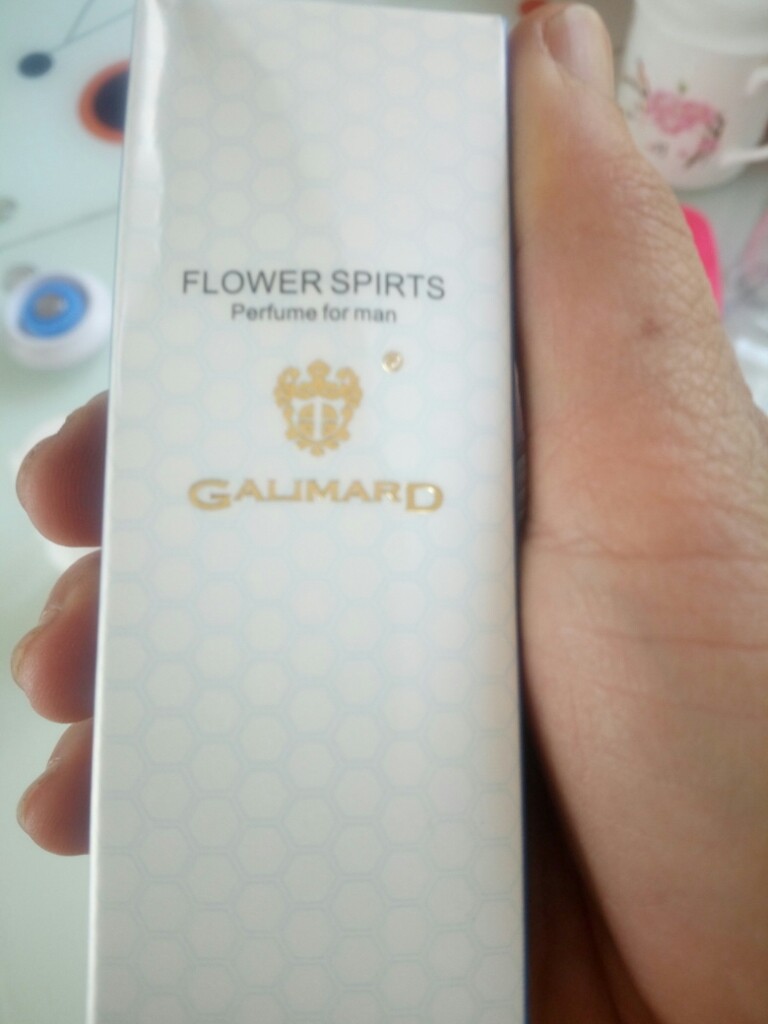 FLOWER SPIRTS
Perfume for man
®
GALIMARD